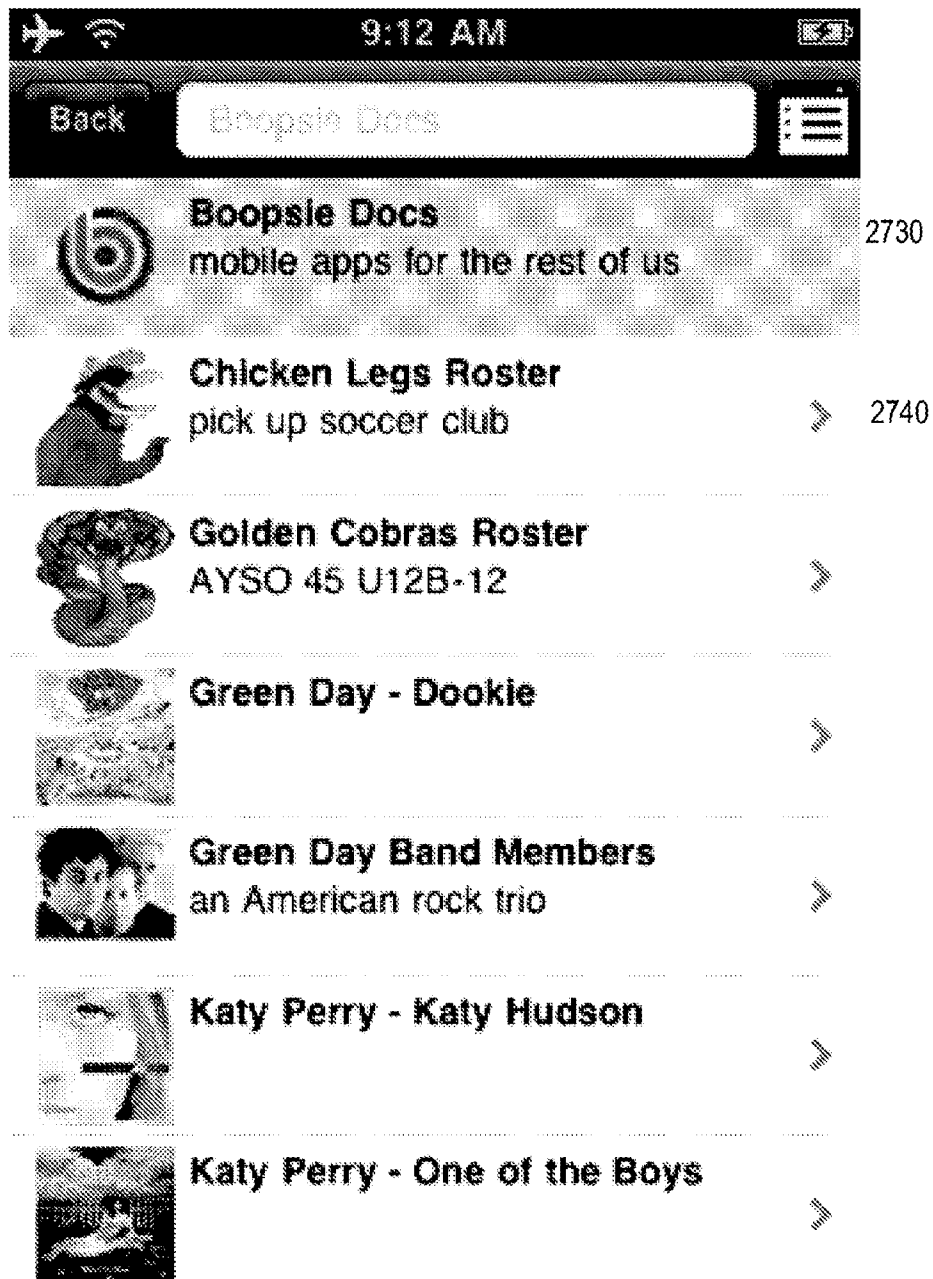 9:12 AM
Back
Boopsie Docs
Boopsie Docs
mobile apps for the rest of us
2730
Chicken Legs Roster
pick up soccer club
2740
Golden Cobras Roster
AYSO 45 U12B-12
Green Day - Dookie
Green Day Band Members
an American rock trio
Katy Perry - Katy Hudson
Katy Perry - One of the Boys